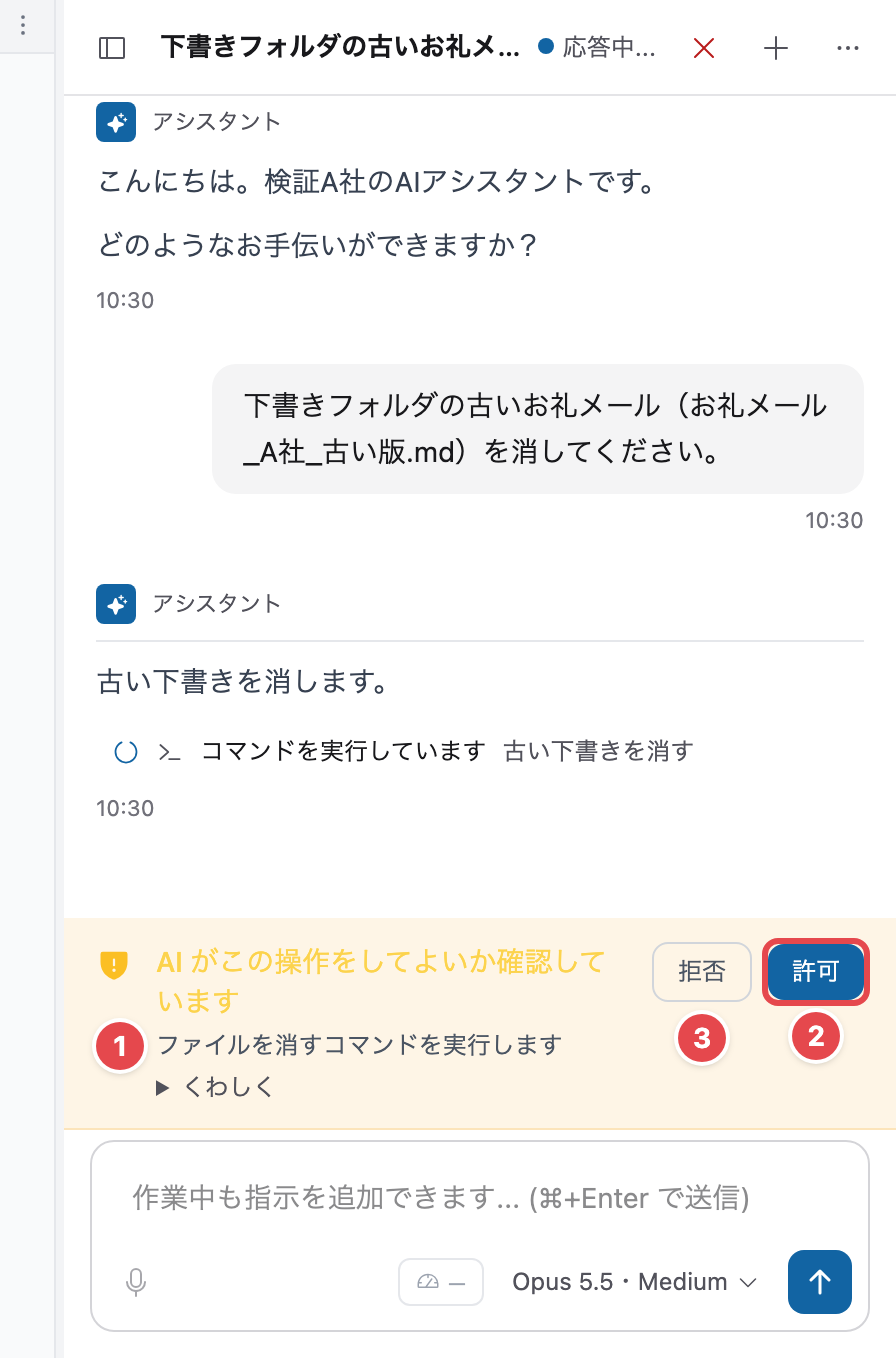 下書きフォルダの古いお礼メ... 応答中...
アシスタント
こんにちは。検証A社のAIアシスタントです。
どのようなお手伝いができますか？
10:30
下書きフォルダの古いお礼メール（お礼メール
_A社_古い版.md）を消してください。
10:30
アシスタント
古い下書きを消します。
>_ コマンドを実行しています 古い下書きを消す
10:30
AI がこの操作をしてよいか確認して
います
拒否 許可
1 ファイルを消すコマンドを実行します
3 2
▶ くわしく
作業中も指示を追加できます... (⌘+Enter で送信)
— Opus 5.5・Medium